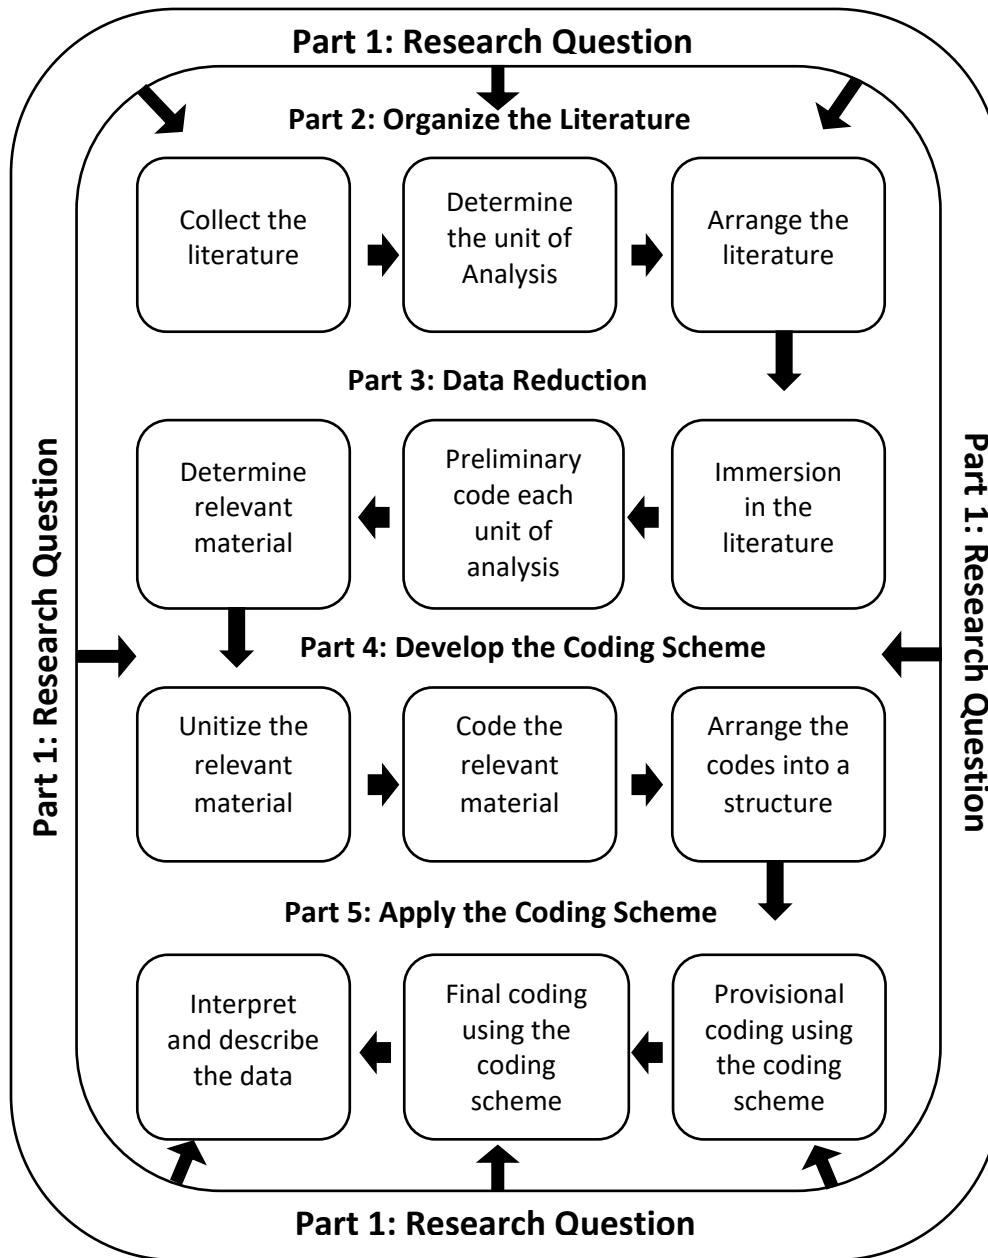 Part 1: Research Question
Part 2: Organize the Literature
Collect the
literature
Determine
the unit of
Analysis
Arrange the
literature
Part 3: Data Reduction
Immersion
in the
literature
Preliminary
code each
unit of
analysis
Determine
relevant
material
Part 1: Research Question
Part 1: Research Question
Part 4: Develop the Coding Scheme
Unitize the
relevant
material
Code the
relevant
material
Arrange the
codes into a
structure
Part 5: Apply the Coding Scheme
Provisional
coding using
the coding
scheme
Final coding
using the
coding
scheme
Interpret
and describe
the data
Part 1: Research Question